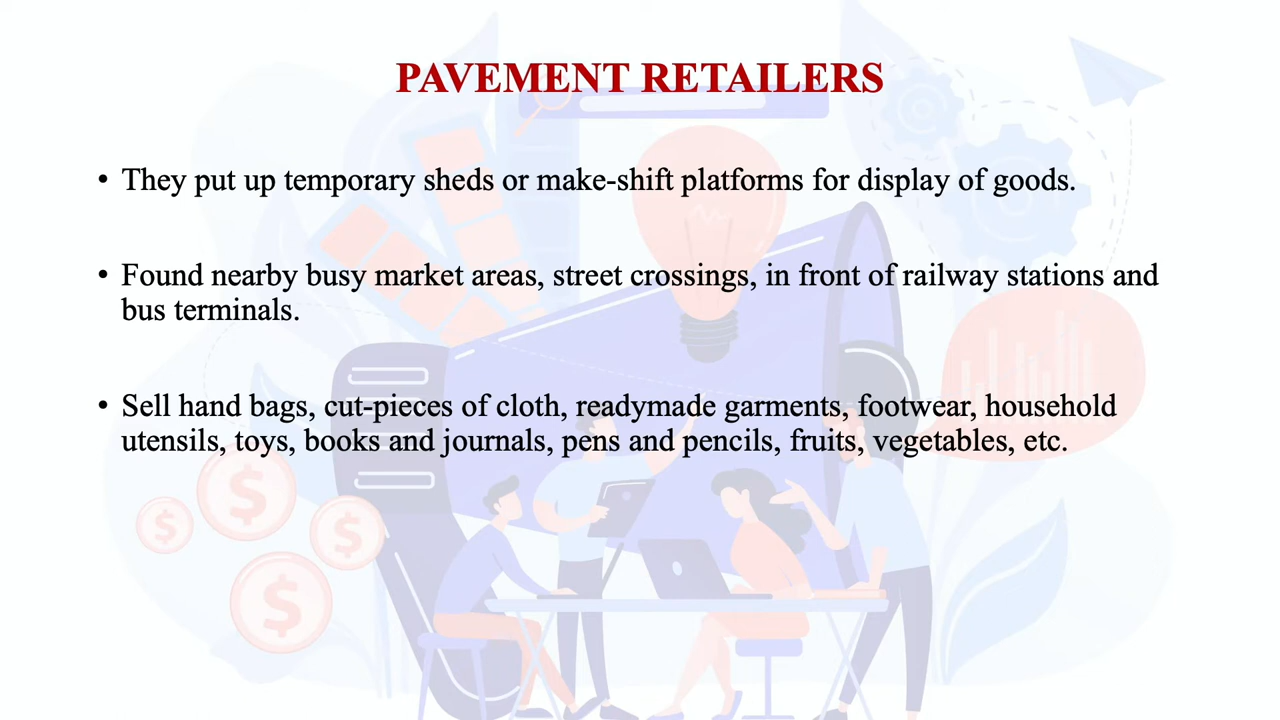 PAVEMENT RETAILERS
• They put up temporary sheds or make-shift platforms for display of goods.
• Found nearby busy market areas, street crossings, in front of railway stations and
bus terminals.
• Sell hand bags, cut-pieces of cloth, readymade garments, footwear, household
utensils, toys, books and journals, pens and pencils, fruits, vegetables, etc.
$
$
$
$